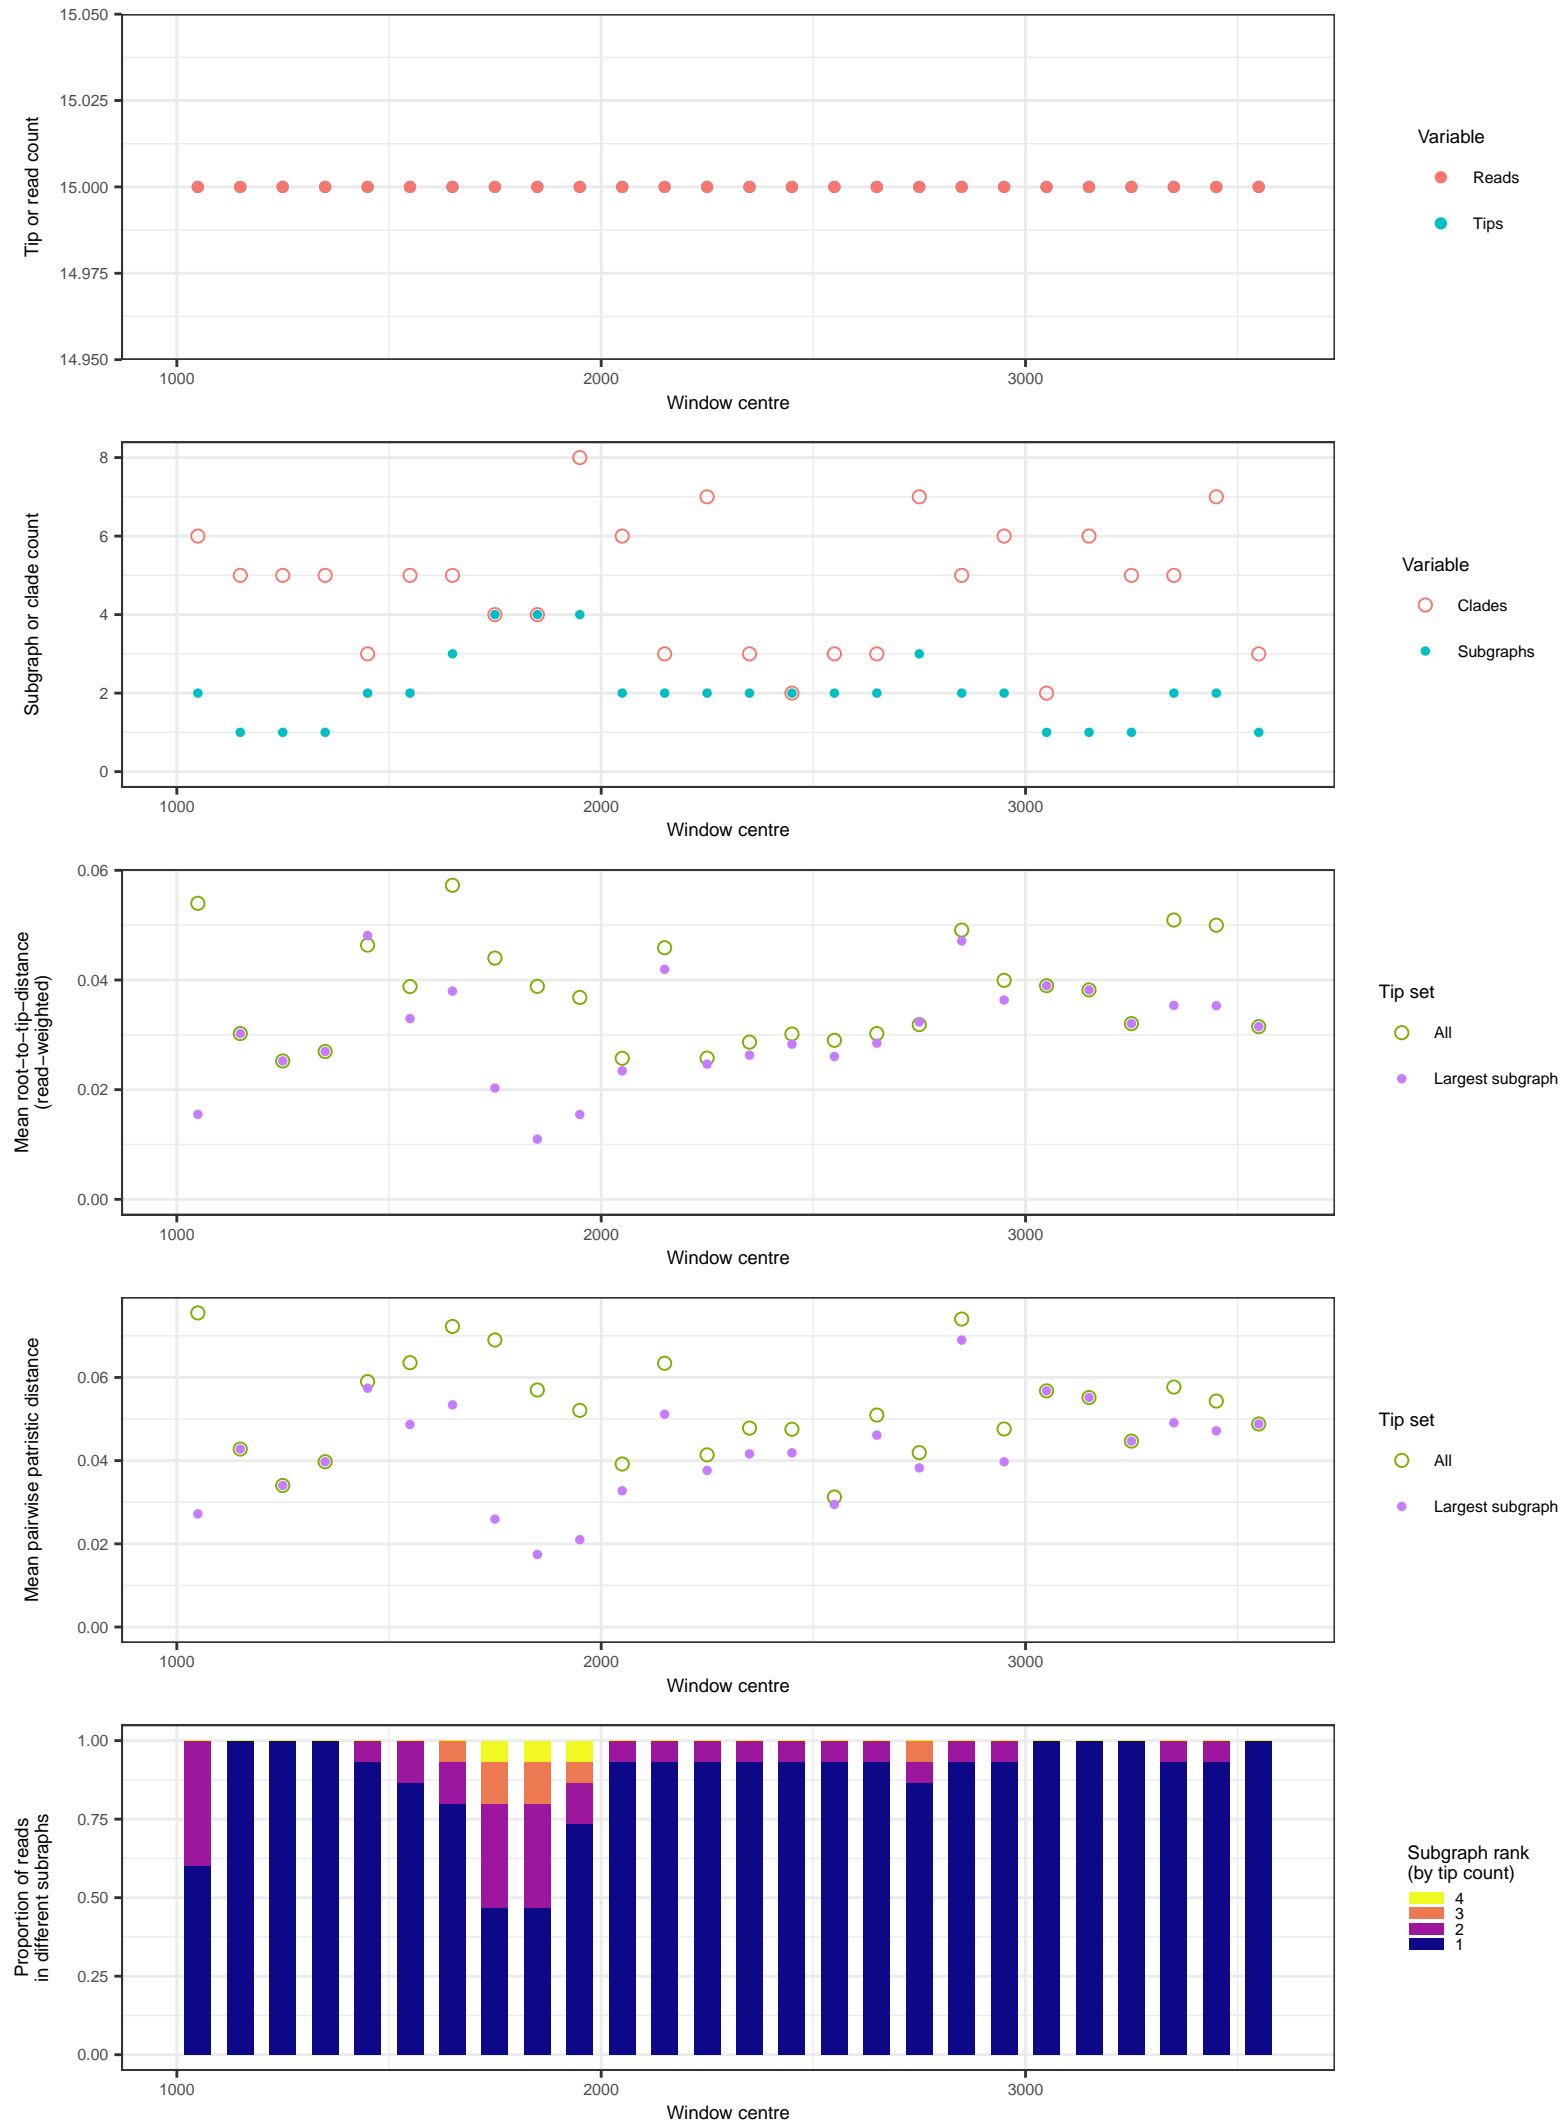 15.050
15.025
15.000
14.975
14.950
Tip or read count
1000
2000
3000
Window centre
Variable
Reads
Tips
8
6
4
2
0
Subgraph or clade count
1000
2000
3000
Window centre
Variable
Clades
Subgraphs
0.06
0.04
0.02
0.00
Mean root−to−tip−distance
(read−weighted)
1000
2000
3000
Window centre
Tip set
All
Largest subgraph
0.06
0.04
0.02
0.00
Mean pairwise patristic distance
1000
2000
3000
Window centre
Tip set
All
Largest subgraph
1.00
0.75
0.50
0.25
0.00
Proportion of reads
in different subraphs
1000
2000
3000
Window centre
Subgraph rank
(by tip count)
4
3
2
1